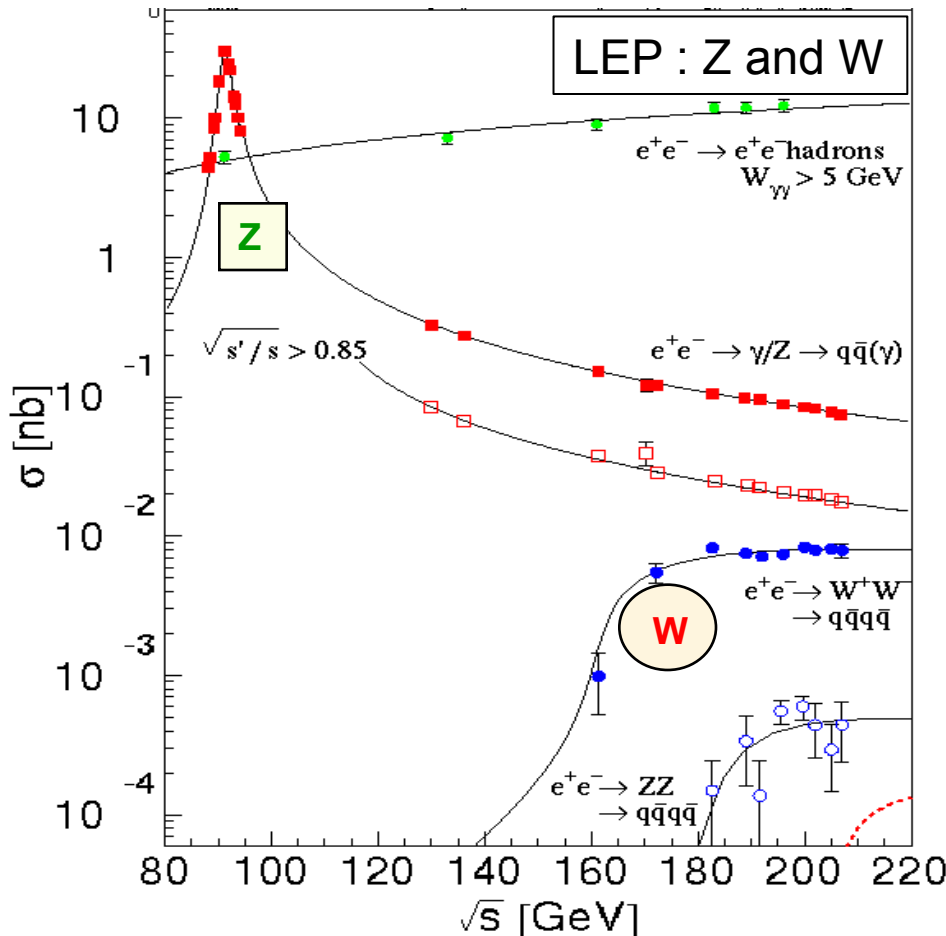 LEP : Z and W
10
1
10 -1
10 -2
10 -3
10 -4
σ [nb]
e⁺e⁻ → e⁺e⁻hadrons
W_γγ > 5 GeV
Z
√s'/s > 0.85
e⁺e⁻ → γ/Z → qq̄(γ)
e⁺e⁻ → W⁺W⁻
→ qq̄qq̄
W
e⁺e⁻ → ZZ
→ qq̄qq̄
80 100 120 140 160 180 200 220
√s [GeV]